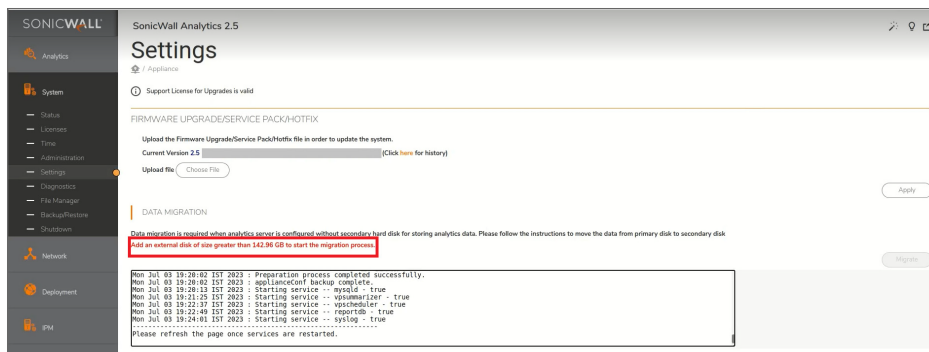 SONICWALL
SonicWall Analytics 2.5
Settings
/ Appliance
Analytics
System
Status
Licenses
Time
Administration
Settings
Diagnostics
File Manager
Backup/Restore
Shutdown
Network
Deployment
IPM
Support License for Upgrades is valid
FIRMWARE UPGRADE/SERVICE PACK/HOTFIX
Upload the Firmware Upgrade/Service Pack/Hotfix file in order to update the system.
Current Version 2.5 (Click here for history)
Upload file Choose File
Apply
DATA MIGRATION
Data migration is required when analytics server is configured without secondary hard disk for storing analytics data. Please follow the instructions to move the data from primary disk to secondary disk
Add an external disk of size greater than 142.96 GB to start the migration process.
Migrate
Mon Jul 03 19:20:02 IST 2023 : Preparation process completed successfully.
Mon Jul 03 19:20:02 IST 2023 : applianceConf backup complete.
Mon Jul 03 19:20:13 IST 2023 : Starting service -- mysqld - true
Mon Jul 03 19:21:25 IST 2023 : Starting service -- vpsummarizer - true
Mon Jul 03 19:22:37 IST 2023 : Starting service -- vpscheduler - true
Mon Jul 03 19:22:49 IST 2023 : Starting service -- reportdb - true
Mon Jul 03 19:24:01 IST 2023 : Starting service -- syslog - true
------------------------------------------------------------
Please refresh the page once services are restarted.